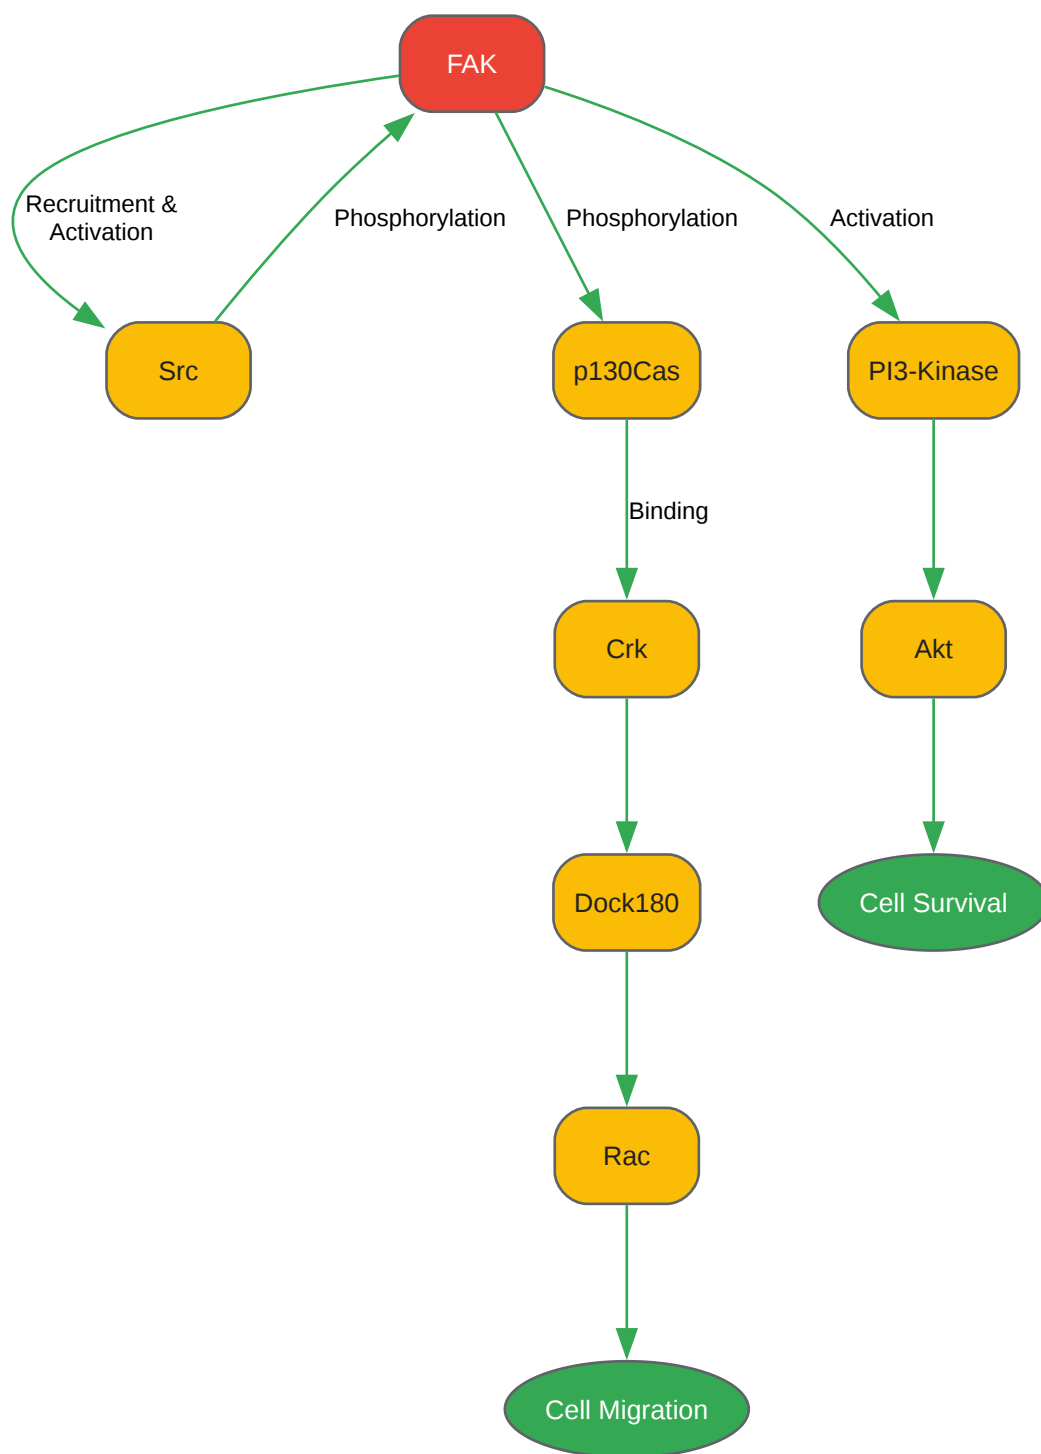 FAK
Recruitment &
Activation
Phosphorylation
Phosphorylation
Activation
Src
p130Cas
PI3-Kinase
Binding
Crk
Akt
Dock180
Cell Survival
Rac
Cell Migration